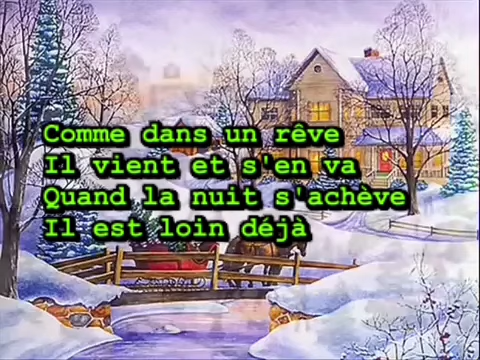 Comme dans un rêve
Il vient et s'en va
Quand la nuit s'achève
Il est loin déjà